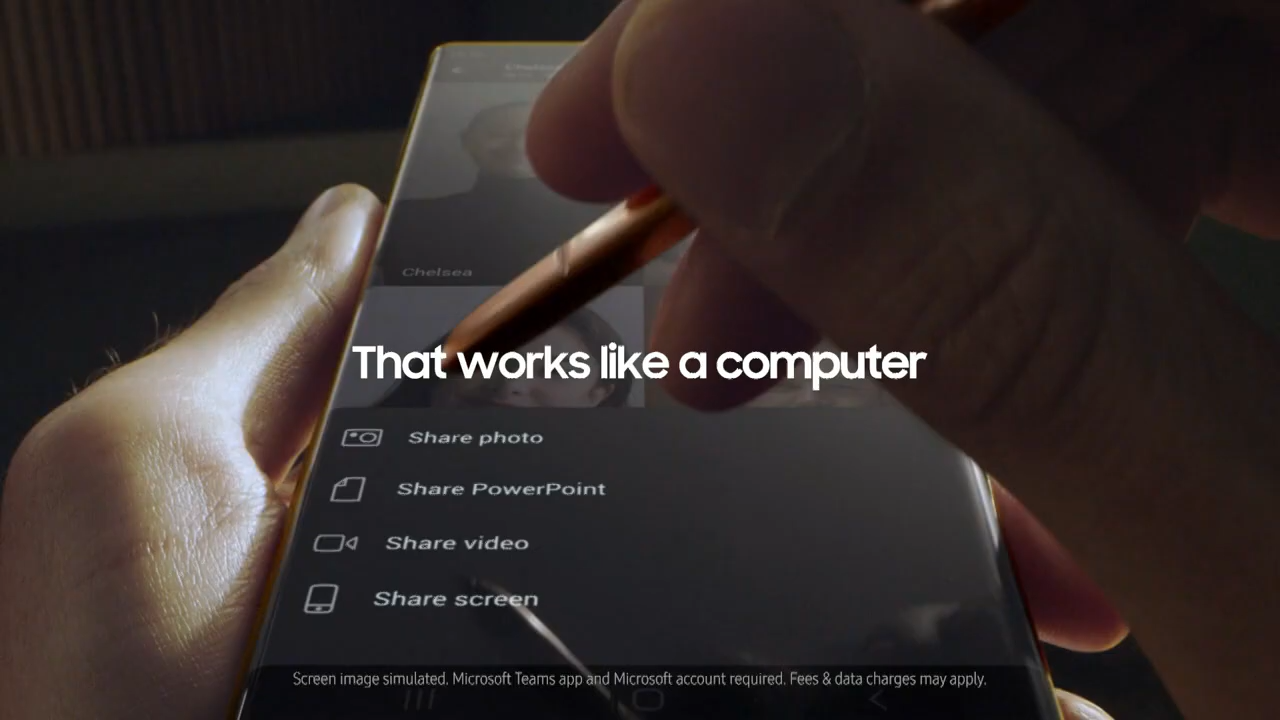 Chelsea
That works like a computer
Share photo
Share PowerPoint
Share video
Share screen
Screen image simulated. Microsoft Teams app and Microsoft account required. Fees & data charges may apply.